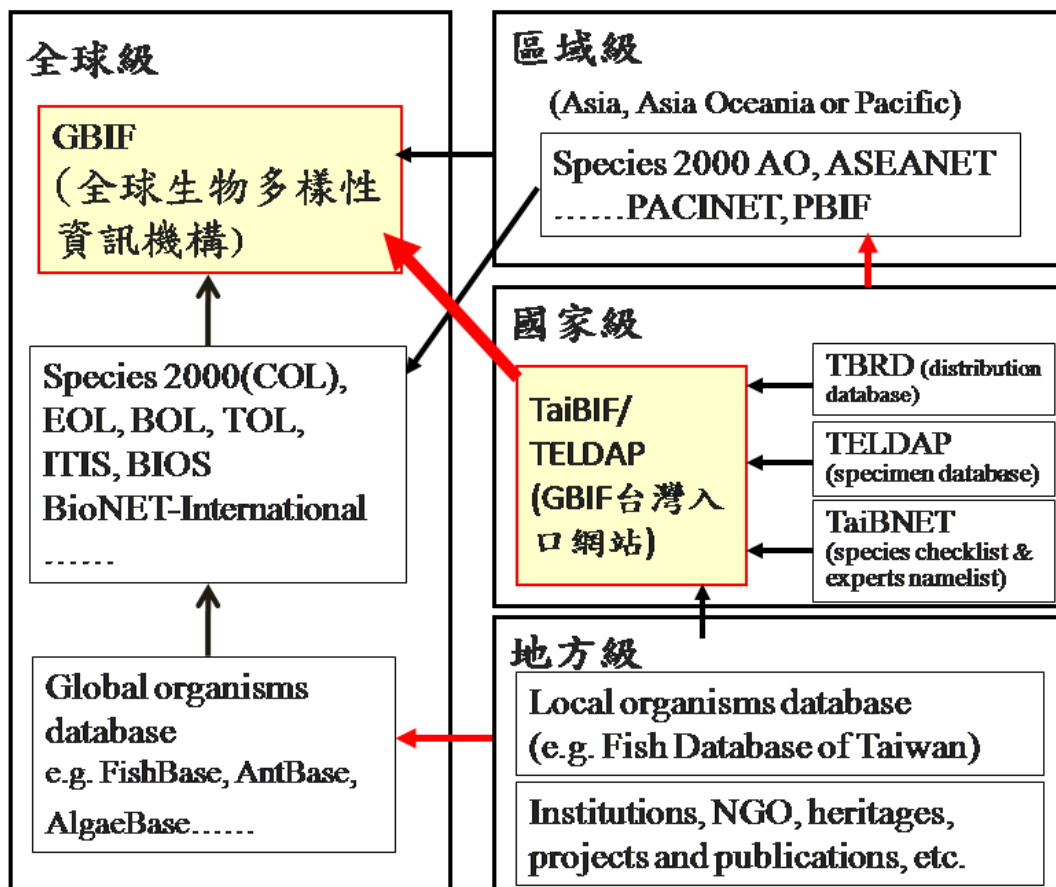 全球級
GBIF
(全球生物多樣性
資訊機構)
Species 2000(COL),
EOL, BOL, TOL,
ITIS, BIOS
BioNET-International
......
Global organisms
database
e.g. FishBase, AntBase,
AlgaeBase......
區域級
(Asia, Asia Oceania or Pacific)
Species 2000 AO, ASEANET
......PACINET, PBIF
國家級
TaiBIF/
TELDAP
(GBIF台灣入
口網站)
TBRD (distribution
database)
TELDAP
(specimen database)
TaiBNET
(species checklist &
experts namelist)
地方級
Local organisms database
(e.g. Fish Database of Taiwan)
Institutions, NGO, heritages,
projects and publications, etc.